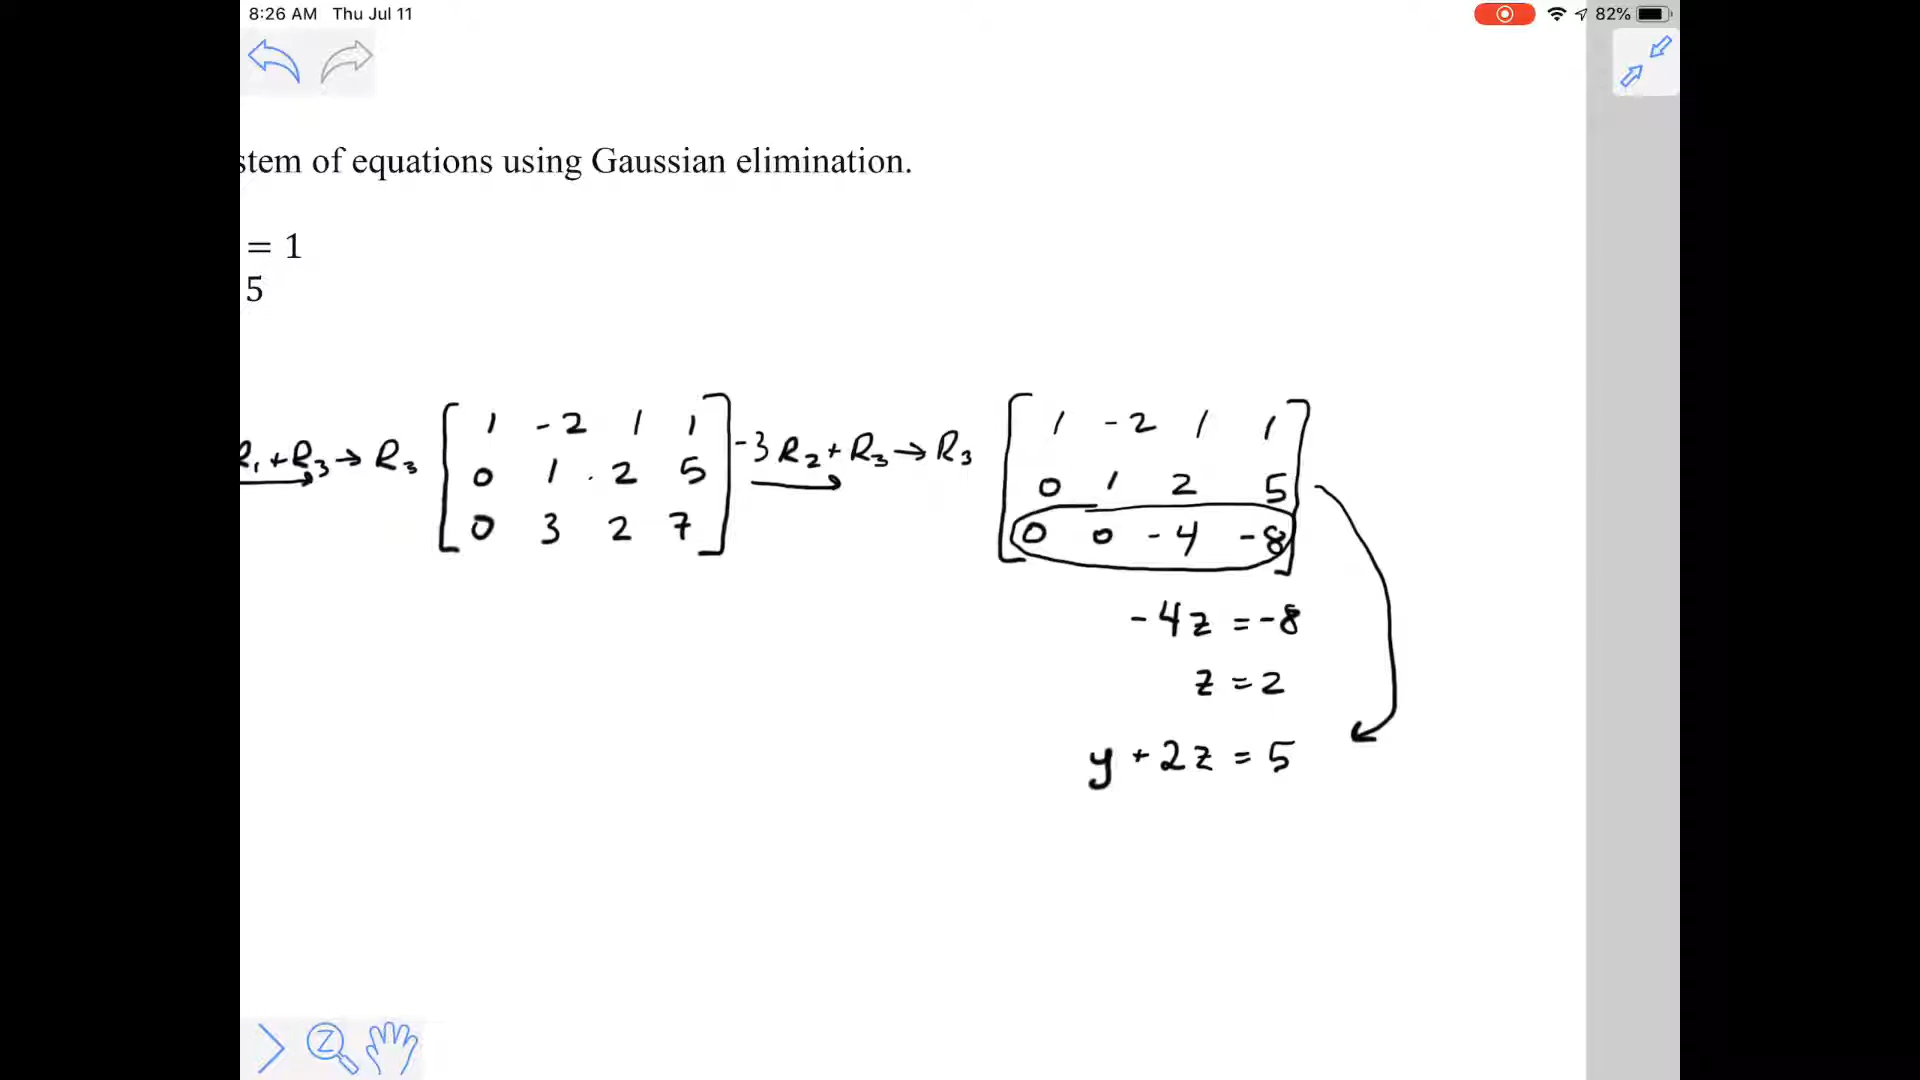 8:26 AM Thu Jul 11
82%
stem of equations using Gaussian elimination.
= 1
5
R₁+R₃→R₃ [1 -2 1 1] -3R₂+R₃→R₃ [1 -2 1 1]
[0 1 2 5] [0 1 2 5]
[0 3 2 7] [0 0 -4 -8]
-4z = -8
z = 2
y + 2z = 5
Z